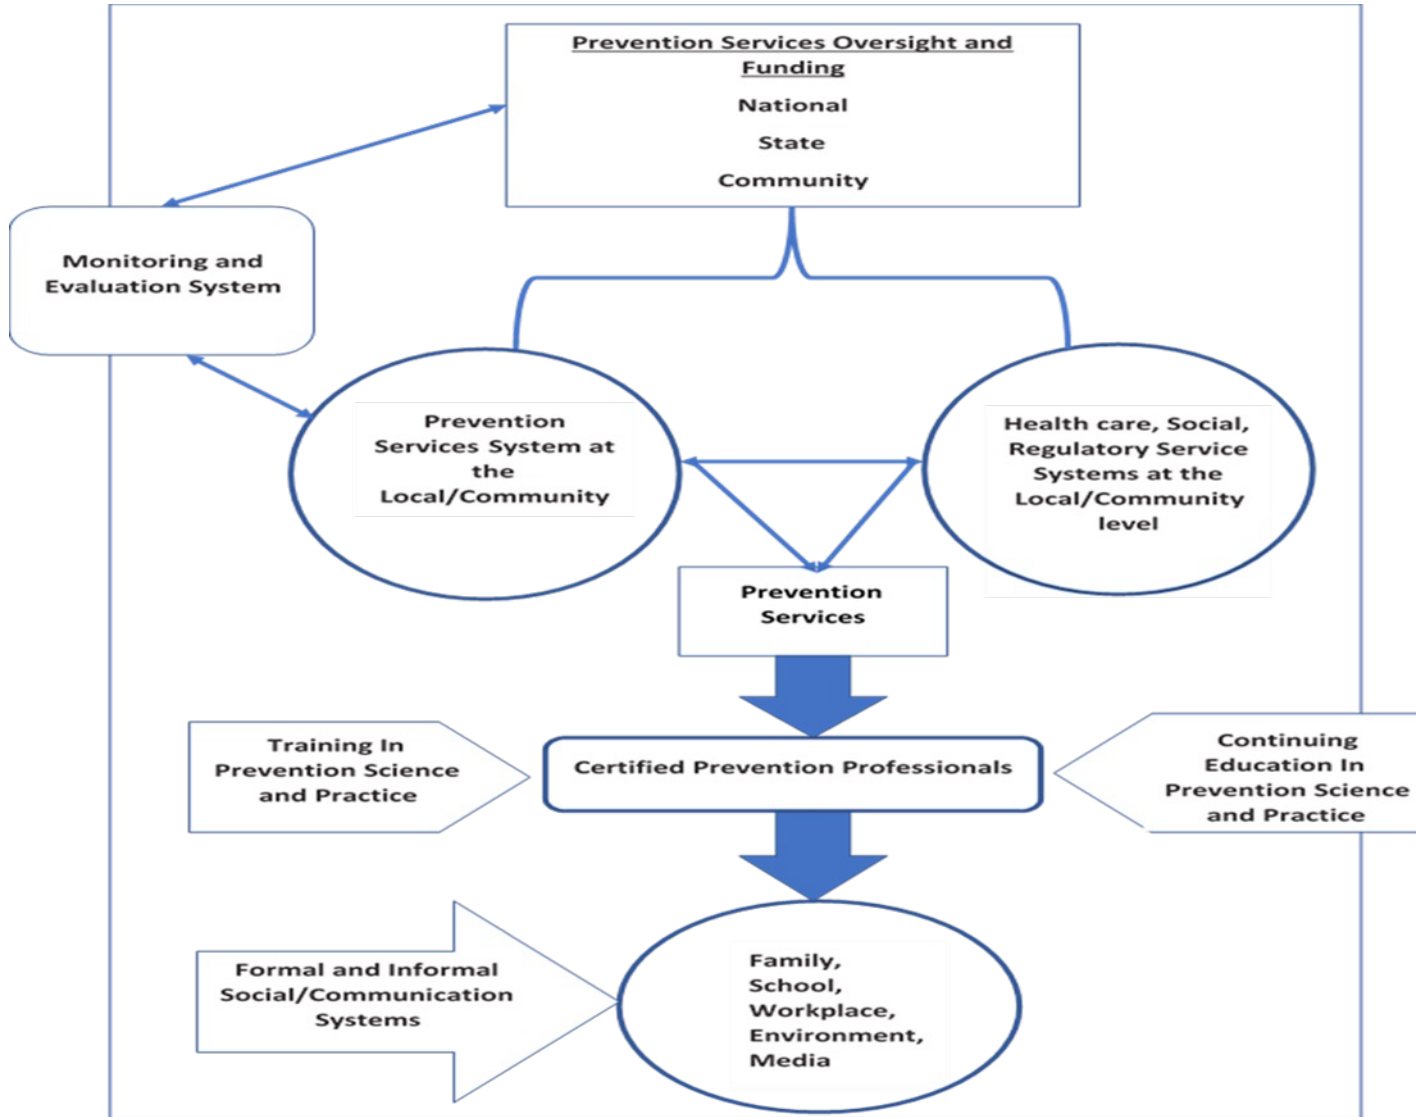 Prevention Services Oversight and
Funding
National
State
Community
Monitoring and
Evaluation System
Prevention
Services System at
the
Local/Community
Health care, Social,
Regulatory Service
Systems at the
Local/Community
level
Prevention
Services
Training In
Prevention Science
and Practice
Certified Prevention Professionals
Continuing
Education In
Prevention Science
and Practice
Formal and Informal
Social/Communication
Systems
Family,
School,
Workplace,
Environment,
Media